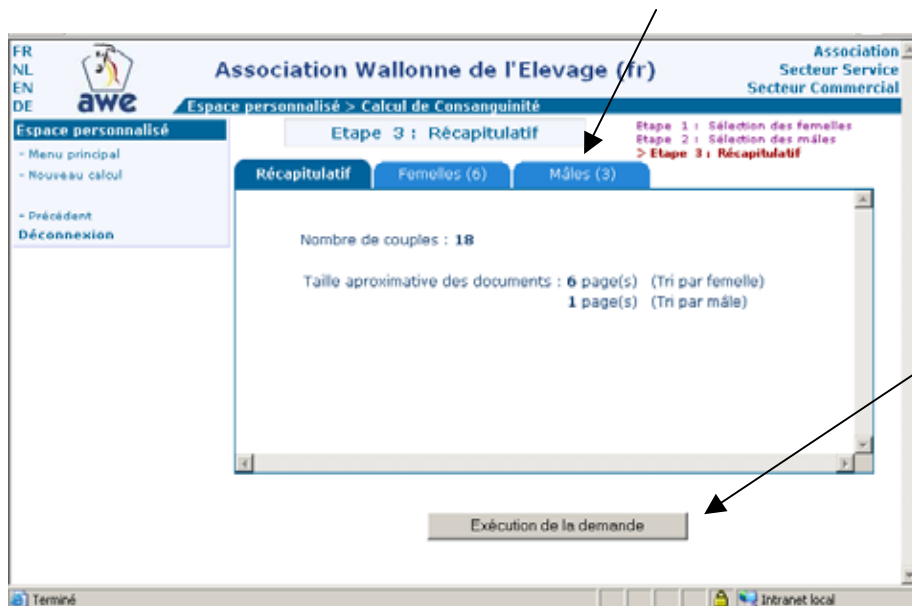 FR
NL
EN
DE
awe
Association Wallonne de l'Elevage (fr)
Association
Secteur Service
Secteur Commercial
Espace personnalisé > Calcul de Consanguinité
Espace personnalisé
- Menu principal
- Nouveau calcul
- Précédent
Déconnexion
Etape 3 : Récapitulatif
Etape 1 : Sélection des femelles
Etape 2 : Sélection des mâles
> Etape 3 : Récapitulatif
Récapitulatif Femelles (6) Mâles (3)
Nombre de couples : 18
Taille aproximative des documents : 6 page(s) (Tri par femelle)
1 page(s) (Tri par mâle)
Exécution de la demande
Terminé
Intranet local